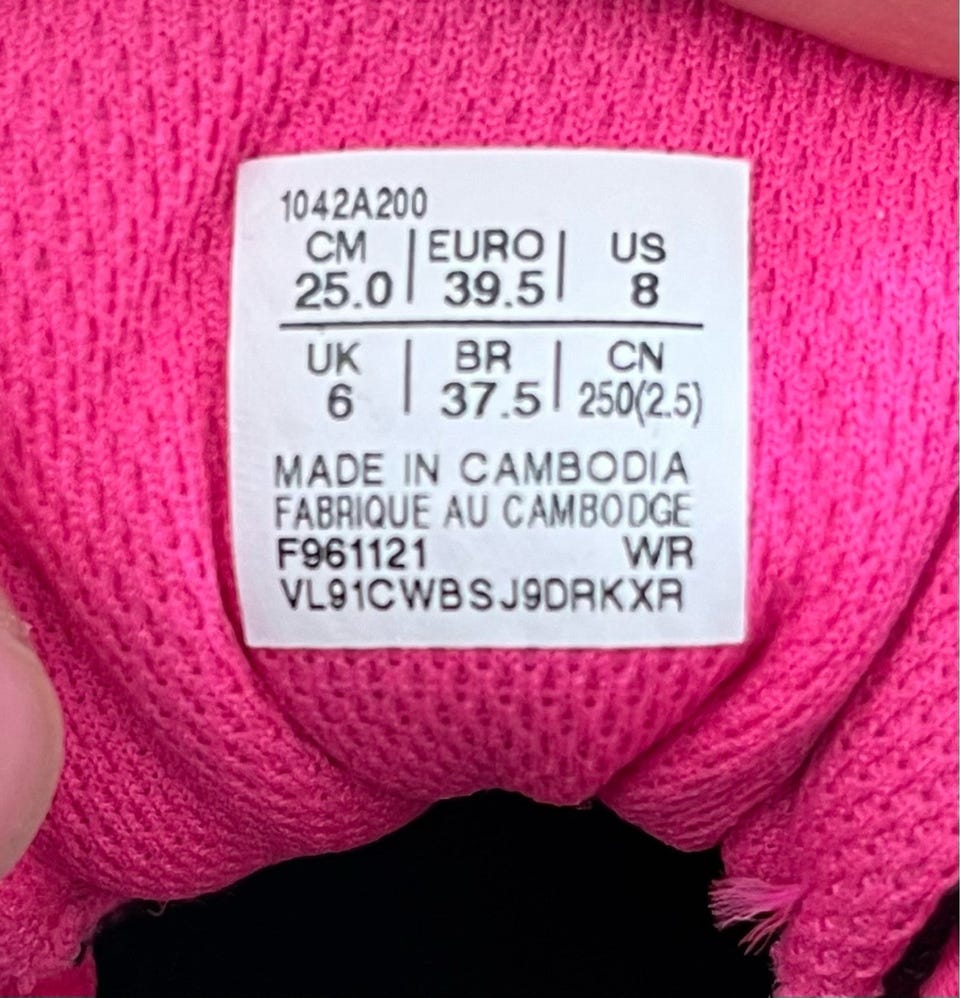 1042A200
CM | EURO | US
25.0 | 39.5 | 8
UK | BR | CN
6 | 37.5 | 250(2.5)
MADE IN CAMBODIA
FABRIQUE AU CAMBODGE
F961121 WR
VL91CWBSJ9DRKXR